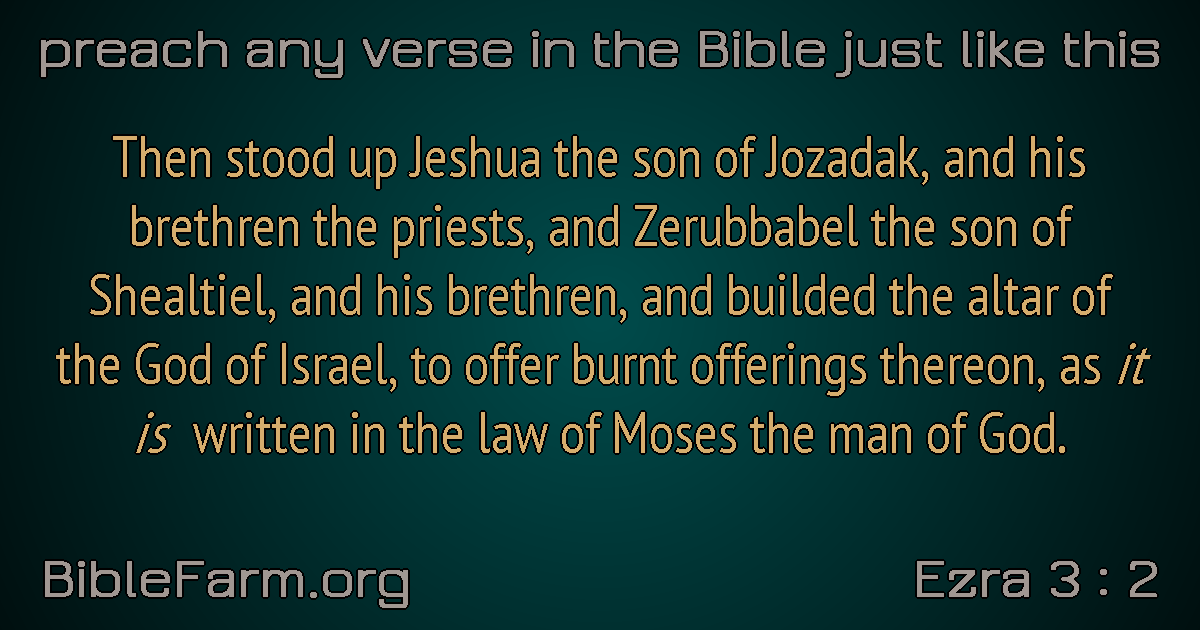 preach any verse in the Bible just like this
Then stood up Jeshua the son of Jozadak, and his
brethren the priests, and Zerubbabel the son of
Shealtiel, and his brethren, and builded the altar of
the God of Israel, to offer burnt offerings thereon, as it
is written in the law of Moses the man of God.
BibleFarm.org
Ezra 3 : 2